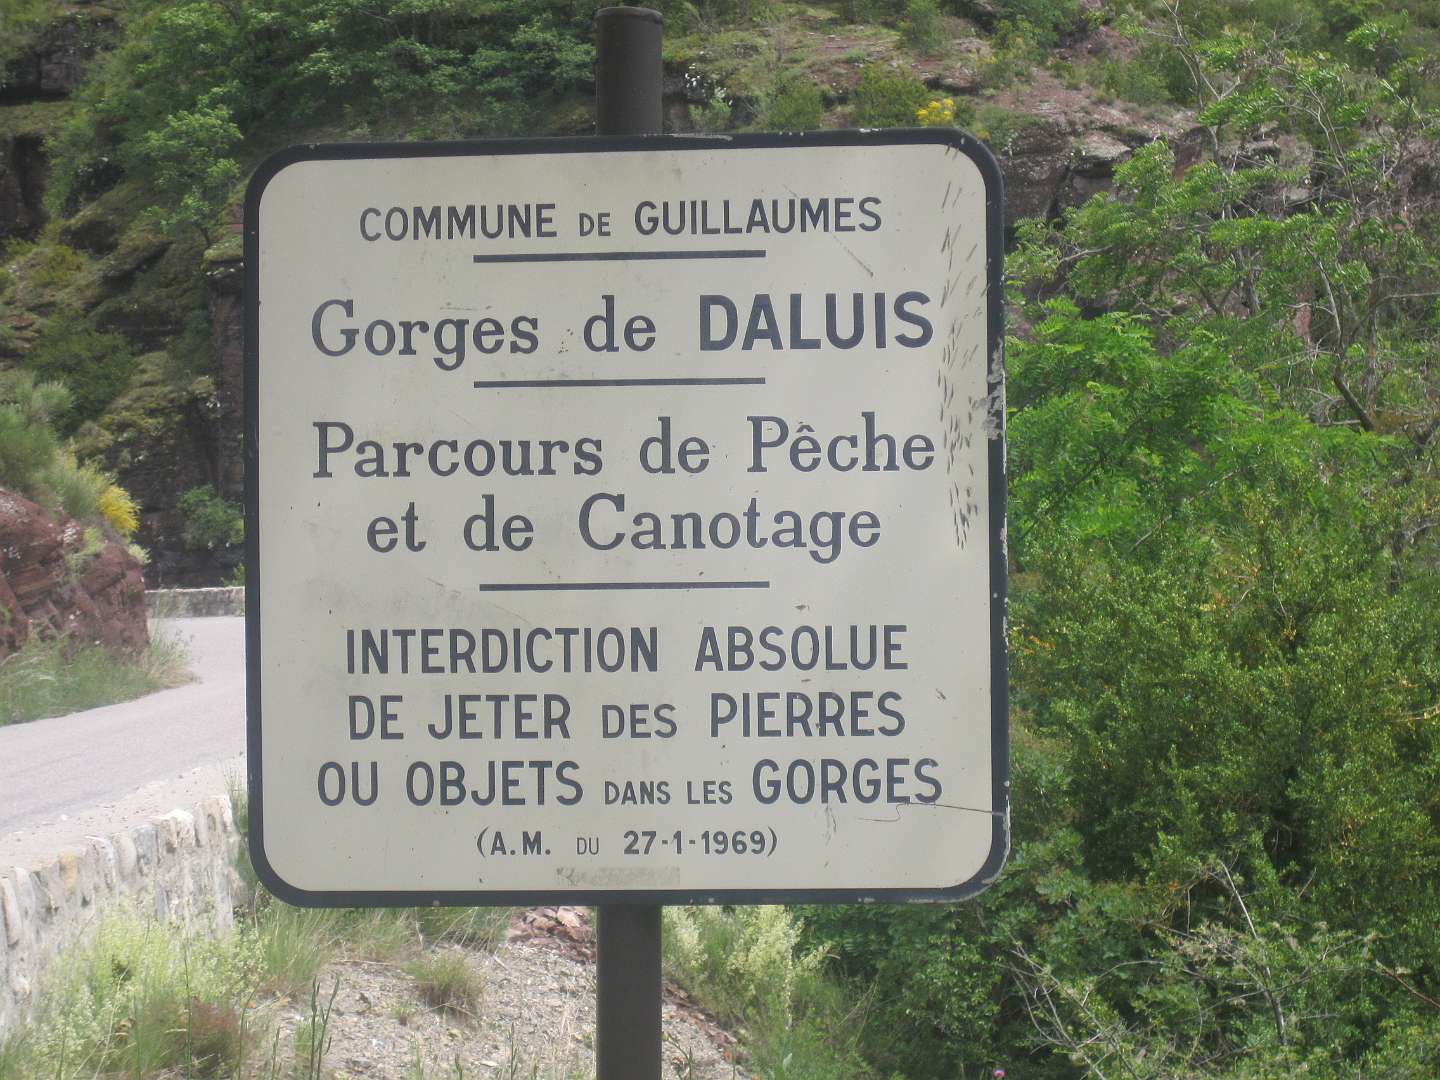 COMMUNE DE GUILLAUMES
Gorges de DALUIS
Parcours de Pêche
et de Canotage
INTERDICTION ABSOLUE
DE JETER DES PIERRES
OU OBJETS DANS LES GORGES
(A.M. DU 27-1-1969)